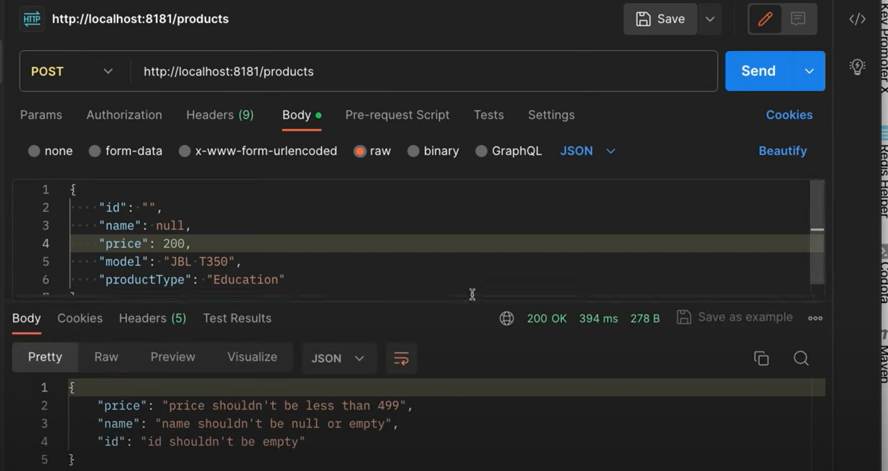 HTTP http://localhost:8181/products Save
POST http://localhost:8181/products Send
Params Authorization Headers (9) Body Pre-request Script Tests Settings Cookies
none form-data x-www-form-urlencoded raw binary GraphQL JSON Beautify
1 {
2 "id": "",
3 "name": null,
4 "price": 200,
5 "model": "JBL T350",
6 "productType": "Education"
Body Cookies Headers (5) Test Results 200 OK 394 ms 278 B Save as example
Pretty Raw Preview Visualize JSON
1 {
2 "price": "price shouldn't be less than 499",
3 "name": "name shouldn't be null or empty",
4 "id": "id shouldn't be empty"
5 }
Key Promoter X
Redis Helper
Codota
Maven